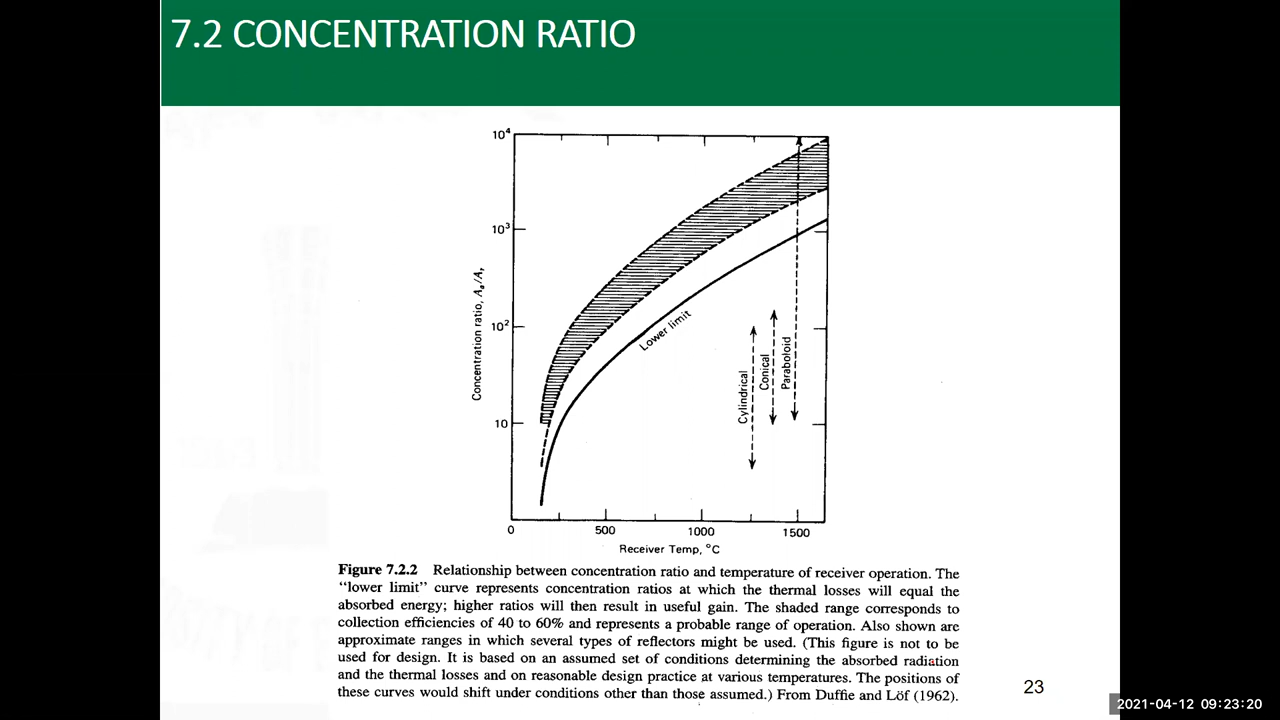 7.2 CONCENTRATION RATIO
10⁴
10³
10²
10
Concentration ratio, Aₐ/Aᵣ
Lower limit
Cylindrical
Conical
Paraboloid
0
500
1000
1500
Receiver Temp, °C
Figure 7.2.2 Relationship between concentration ratio and temperature of receiver operation. The
“lower limit” curve represents concentration ratios at which the thermal losses will equal the
absorbed energy; higher ratios will then result in useful gain. The shaded range corresponds to
collection efficiencies of 40 to 60% and represents a probable range of operation. Also shown are
approximate ranges in which several types of reflectors might be used. (This figure is not to be
used for design. It is based on an assumed set of conditions determining the absorbed radiation
and the thermal losses and on reasonable design practice at various temperatures. The positions of
these curves would shift under conditions other than those assumed.) From Duffie and Löf (1962).
23
2021-04-12 09:23:20